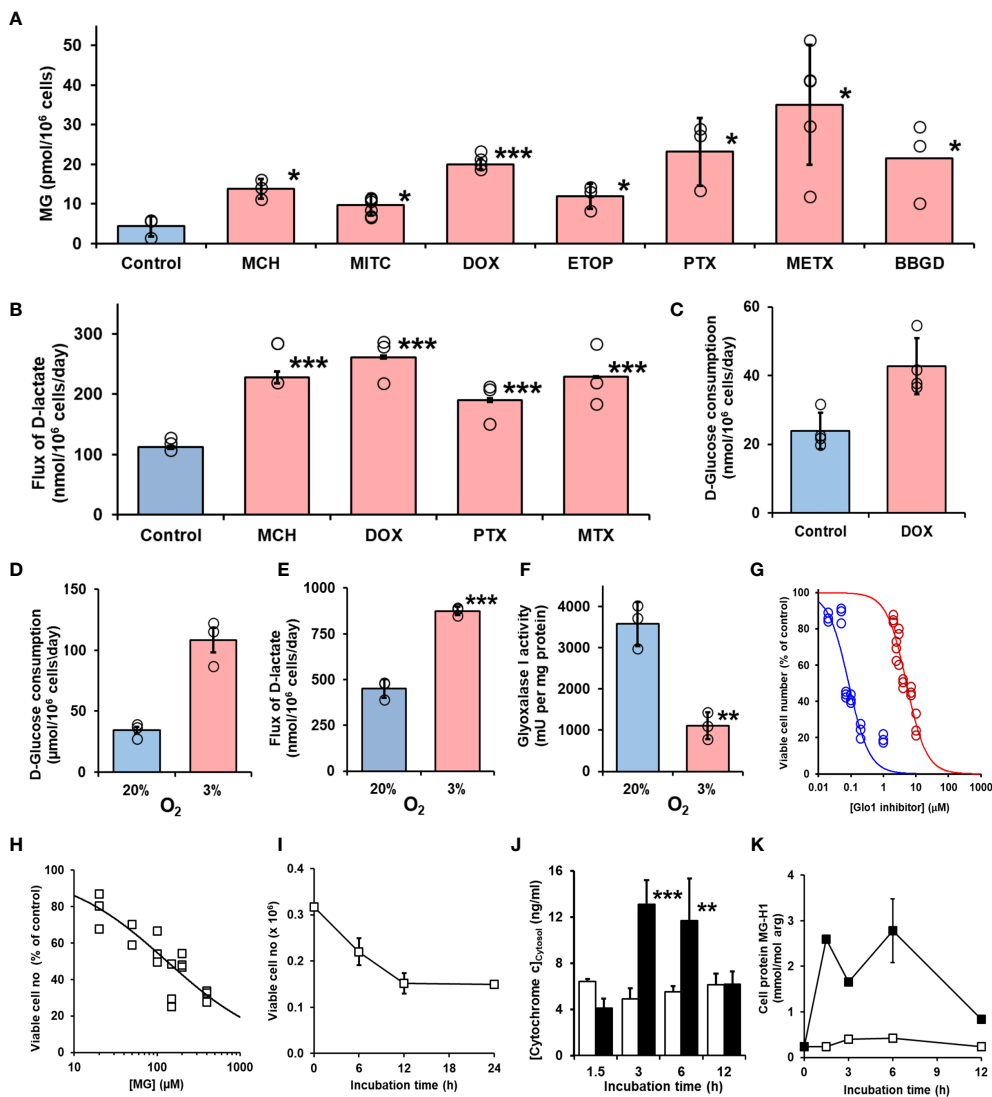 A
MG (pmol/10⁶ cells)
50
40
30
20
10
0
*
*
***
*
*
*
*
Control MCH MITC DOX ETOP PTX METX BBGD
B
Flux of D-lactate
(nmol/10⁶ cells/day)
300
200
100
0
***
***
***
***
Control MCH DOX PTX MTX
C
D-Glucose consumptioon
(nmol/10⁶ cells/day)
60
40
20
0
Control DOX
D
D-Glucose consumption
(µmol/10⁶ cells\day)
150
100
50
0
20% 3%
O₂
E
Flux of D-lactate
(nmol/10⁶ cells/day)
1000
750
500
250
0
***
20% 3%
O₂
F
Glyoxalase I activity
(mU per mg protein)
4000
3000
2000
1000
0
**
20% 3%
O₂
G
Viable cell number (% of control)
100
80
60
40
20
0
0.01 0.1 1 10 100 1000
[Glo1 inhibitor] (µM)
H
Viable cell no (% of control)
100
80
60
40
20
0
10 100 1000
[MG] (µM)
I
Viable cell no (x 10⁶)
0.4
0.3
0.2
0.1
0.0
0 6 12 18 24
Incubation time (h)
J
[Cytochrome c]Cytosol (ng/ml)
16
12
8
4
0
***
**
1.5 3 6 12
Incubation time (h)
K
Cell protein MG-H1
(mmol/mol arg)
4
3
2
1
0
0 3 6 9 12
Incubation time (h)